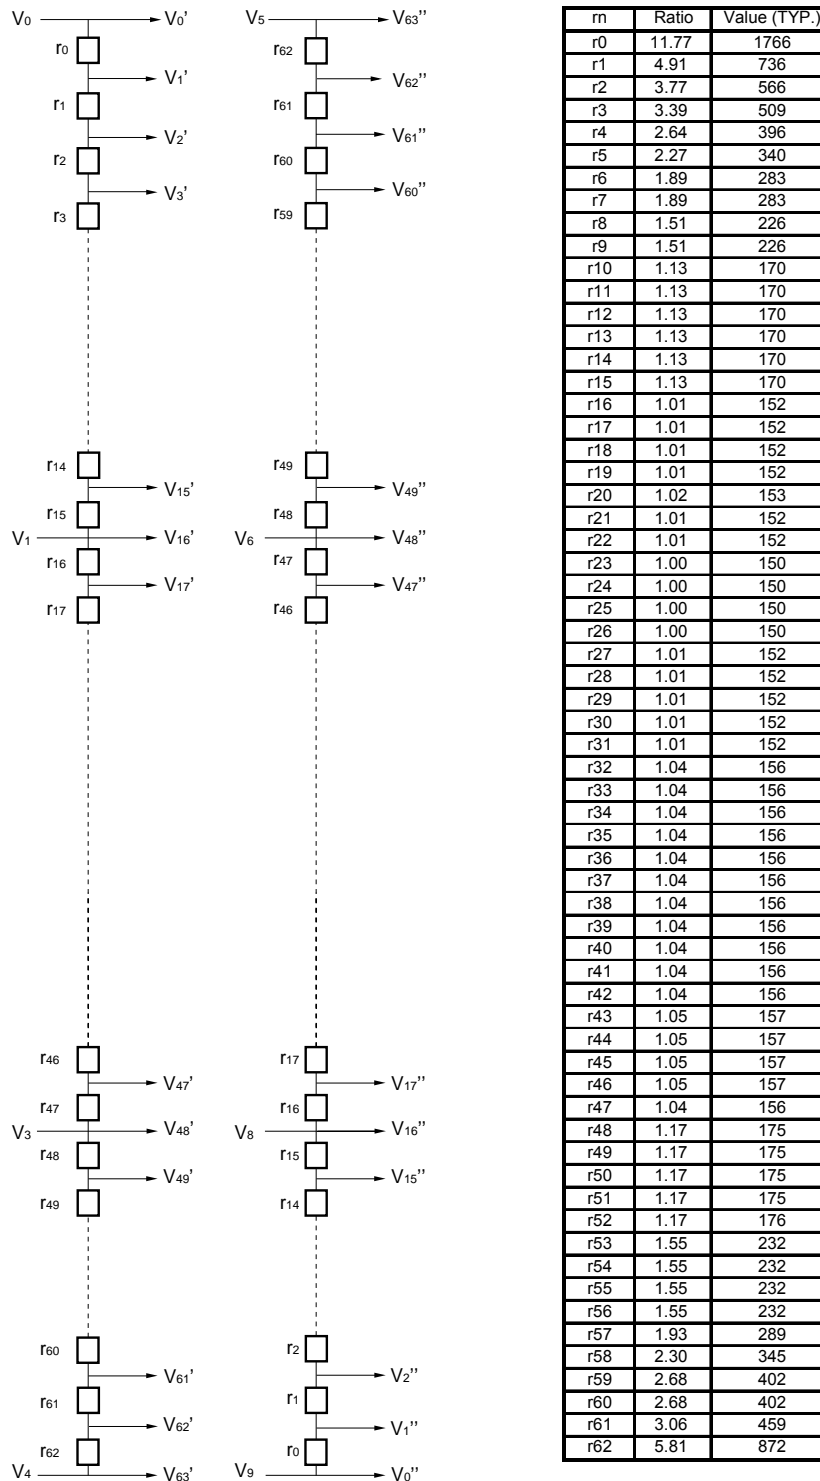 V0 V0'
r0
V1'
r1
V2'
r2
V3'
r3
r14
V15'
r15
V1 V16'
r16
V17'
r17
r46
V47'
r47
V3 V48'
r48
V49'
r49
r60
V61'
r61
V62'
r62
V4 V63'
V5 V63''
r62
V62''
r61
V61''
r60
V60''
r59
r49
V49''
r48
V6 V48''
r47
V47''
r46
r17
V17''
r16
V8 V16''
r15
V15''
r14
r2
V2''
r1
V1''
r0
V9 V0''
rn Ratio Value (TYP.)
r0 11.77 1766
r1 4.91 736
r2 3.77 566
r3 3.39 509
r4 2.64 396
r5 2.27 340
r6 1.89 283
r7 1.89 283
r8 1.51 226
r9 1.51 226
r10 1.13 170
r11 1.13 170
r12 1.13 170
r13 1.13 170
r14 1.13 170
r15 1.13 170
r16 1.01 152
r17 1.01 152
r18 1.01 152
r19 1.01 152
r20 1.02 153
r21 1.01 152
r22 1.01 152
r23 1.00 150
r24 1.00 150
r25 1.00 150
r26 1.00 150
r27 1.01 152
r28 1.01 152
r29 1.01 152
r30 1.01 152
r31 1.01 152
r32 1.04 156
r33 1.04 156
r34 1.04 156
r35 1.04 156
r36 1.04 156
r37 1.04 156
r38 1.04 156
r39 1.04 156
r40 1.04 156
r41 1.04 156
r42 1.04 156
r43 1.05 157
r44 1.05 157
r45 1.05 157
r46 1.05 157
r47 1.04 156
r48 1.17 175
r49 1.17 175
r50 1.17 175
r51 1.17 175
r52 1.17 176
r53 1.55 232
r54 1.55 232
r55 1.55 232
r56 1.55 232
r57 1.93 289
r58 2.30 345
r59 2.68 402
r60 2.68 402
r61 3.06 459
r62 5.81 872